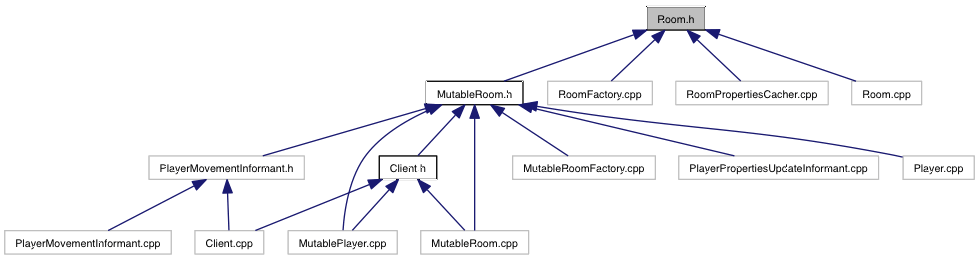 Room.h
MutableRoom.h
RoomFactory.cpp
RoomPropertiesCacher.cpp
Room.cpp
PlayerMovementInformant.h
Client.h
MutableRoomFactory.cpp
PlayerPropertiesUpdateInformant.cpp
Player.cpp
PlayerMovementInformant.cpp
Client.cpp
MutablePlayer.cpp
MutableRoom.cpp